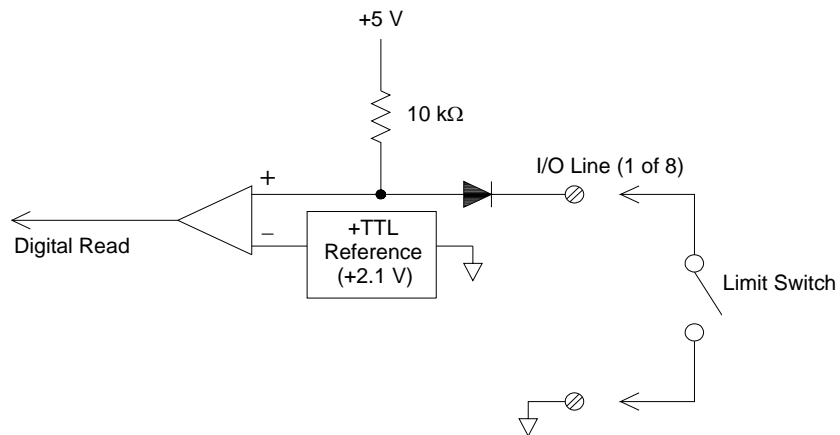 +5 V
10 kΩ
I/O Line (1 of 8)
+
−
+TTL
Reference
(+2.1 V)
Digital Read
Limit Switch